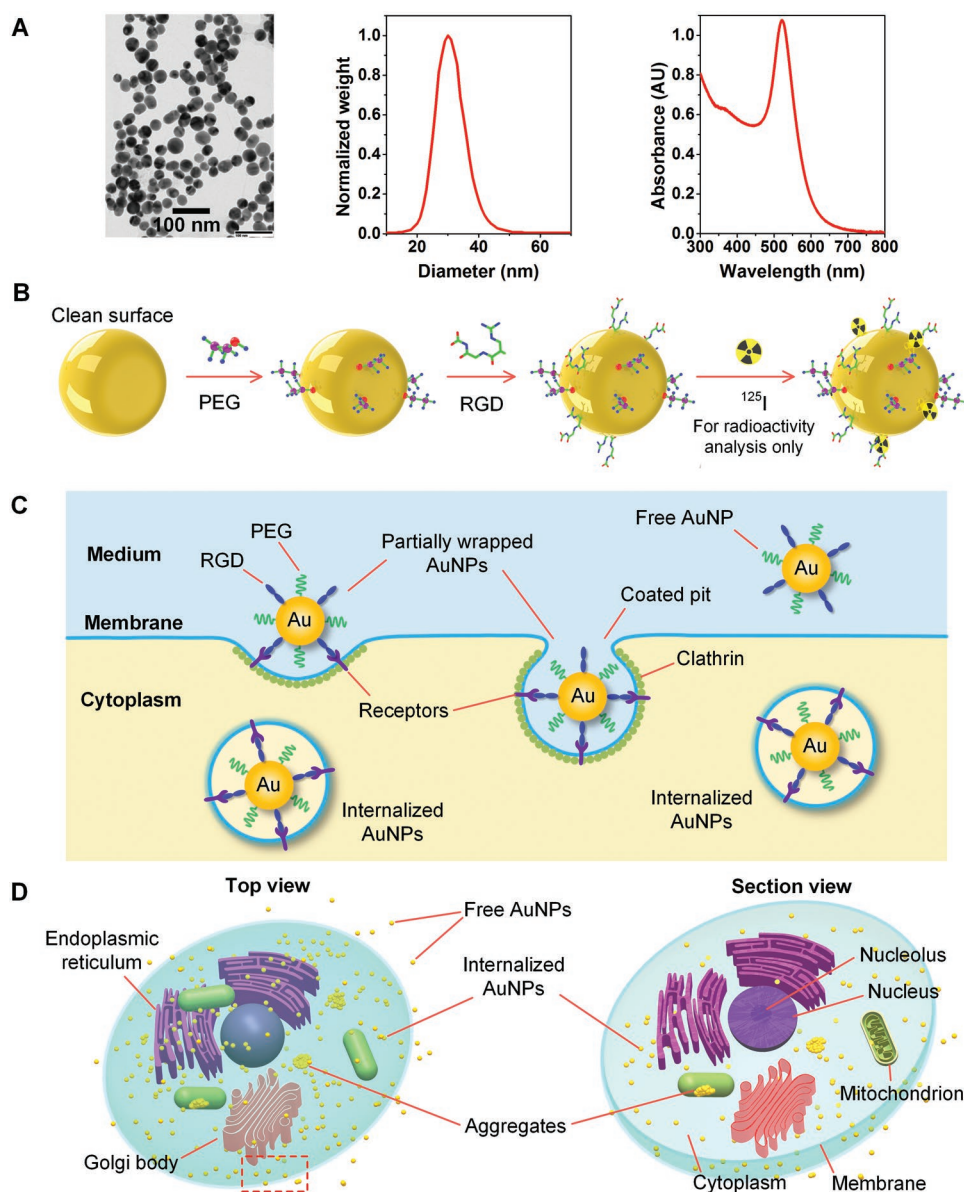 A
100 nm
Normalized weight
1.0
0.8
0.6
0.4
0.2
0.0
20
40
60
Diameter (nm)
Absorbance (AU)
1.0
0.8
0.6
0.4
0.2
0.0
300
400
500
600
700
800
Wavelength (nm)
B
Clean surface
PEG
RGD
125I
For radioactivity
analysis only
C
Medium
Membrane
Cytoplasm
PEG
RGD
Partially wrapped
AuNPs
Free AuNP
Coated pit
Clathrin
Receptors
Au
Au
Au
Au
Au
Internalized
AuNPs
Internalized
AuNPs
D
Top view
Section view
Endoplasmic
reticulum
Free AuNPs
Internalized
AuNPs
Aggregates
Golgi body
Nucleolus
Nucleus
Mitochondrion
Cytoplasm
Membrane